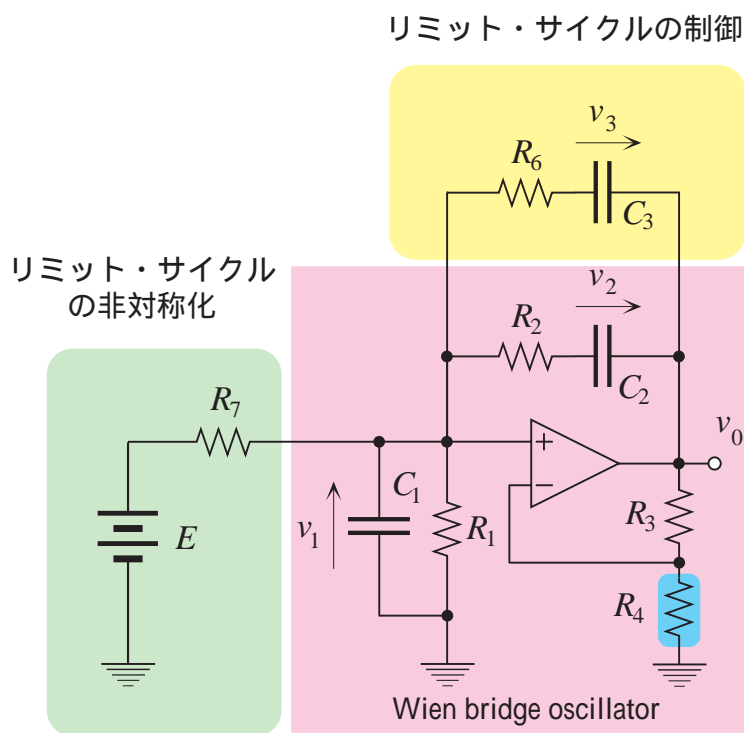 リミット・サイクルの制御
v3
R6
C3
リミット・サイクル
の非対称化
v2
R2
C2
R7
v0
C1
R1
R3
v1
E
R4
+
−
Wien bridge oscillator